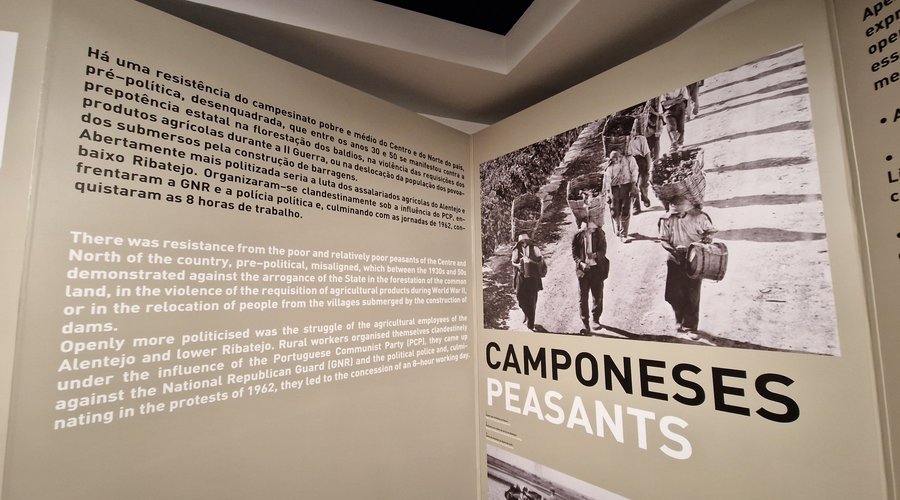 Há uma resistência do campesinato pobre e médio do Centro e do Norte do país,
pré-política, desenquadrada, que entre os anos 30 e 50 se manifestou contra a
prepotência estatal na florestação dos baldios, na violência das requisições dos
produtos agrícolas durante a II Guerra, ou na deslocação da população dos povoa-
dos submersos pela construção de barragens.
Abertamente mais politizada seria a luta dos assalariados agrícolas do Alentejo e
baixo Ribatejo. Organizaram-se clandestinamente sob a influência do PCP, en-
frentaram a GNR e a polícia política e, culminando com as jornadas de 1962, con-
quistaram as 8 horas de trabalho.
There was resistance from the poor and relatively poor peasants of the Centre and
North of the country, pre-political, misaligned, which between the 1930s and 50s
demonstrated against the arrogance of the State in the forestation of the common
land, in the violence of the requisition of agricultural products during World War II,
or in the relocation of people from the villages submerged by the construction of
dams.
Openly more politicised was the struggle of the agricultural employees of the
Alentejo and lower Ribatejo. Rural workers organised themselves clandestinely
under the influence of the Portuguese Communist Party (PCP), they came up
against the National Republican Guard (GNR) and the political police and, culmi-
nating in the protests of 1962, they led to the concession of an 8-hour working day.
CAMPONESES
PEASANTS